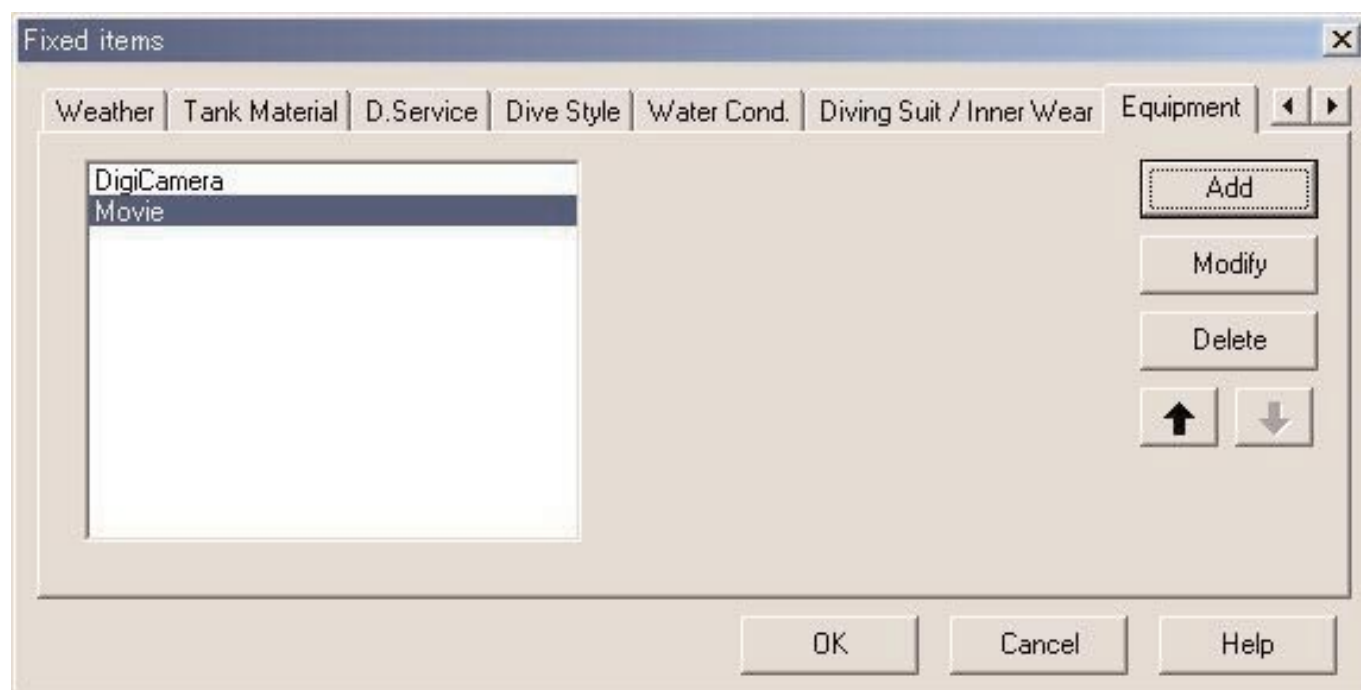 Fixed items
Weather Tank Material D.Service Dive Style Water Cond. Diving Suit / Inner Wear Equipment
DigiCamera
Movie
Add
Modify
Delete
OK Cancel Help